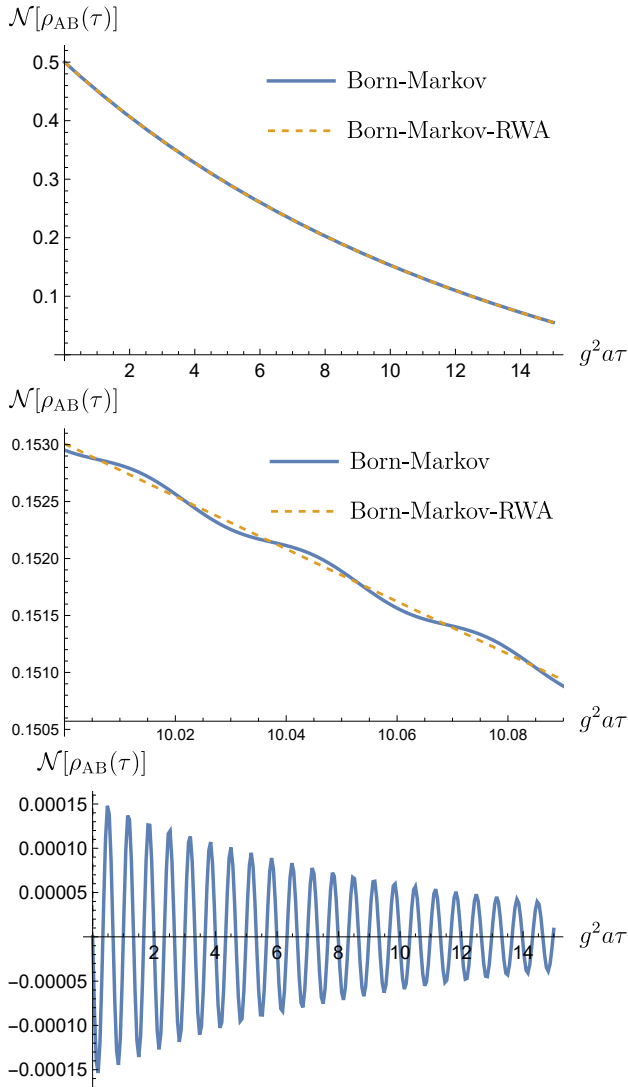 𝒩[ρ_AB(τ)]
0.5
Born-Markov
0.4
Born-Markov-RWA
0.3
0.2
0.1
2 4 6 8 10 12 14
g²aτ
𝒩[ρ_AB(τ)]
0.1530
Born-Markov
0.1525
Born-Markov-RWA
0.1520
0.1515
0.1510
0.1505
10.02 10.04 10.06 10.08
g²aτ
𝒩[ρ_AB(τ)]
0.00015
0.00010
0.00005
g²aτ
2 4 6 8 10 12 14
-0.00005
-0.00010
-0.00015